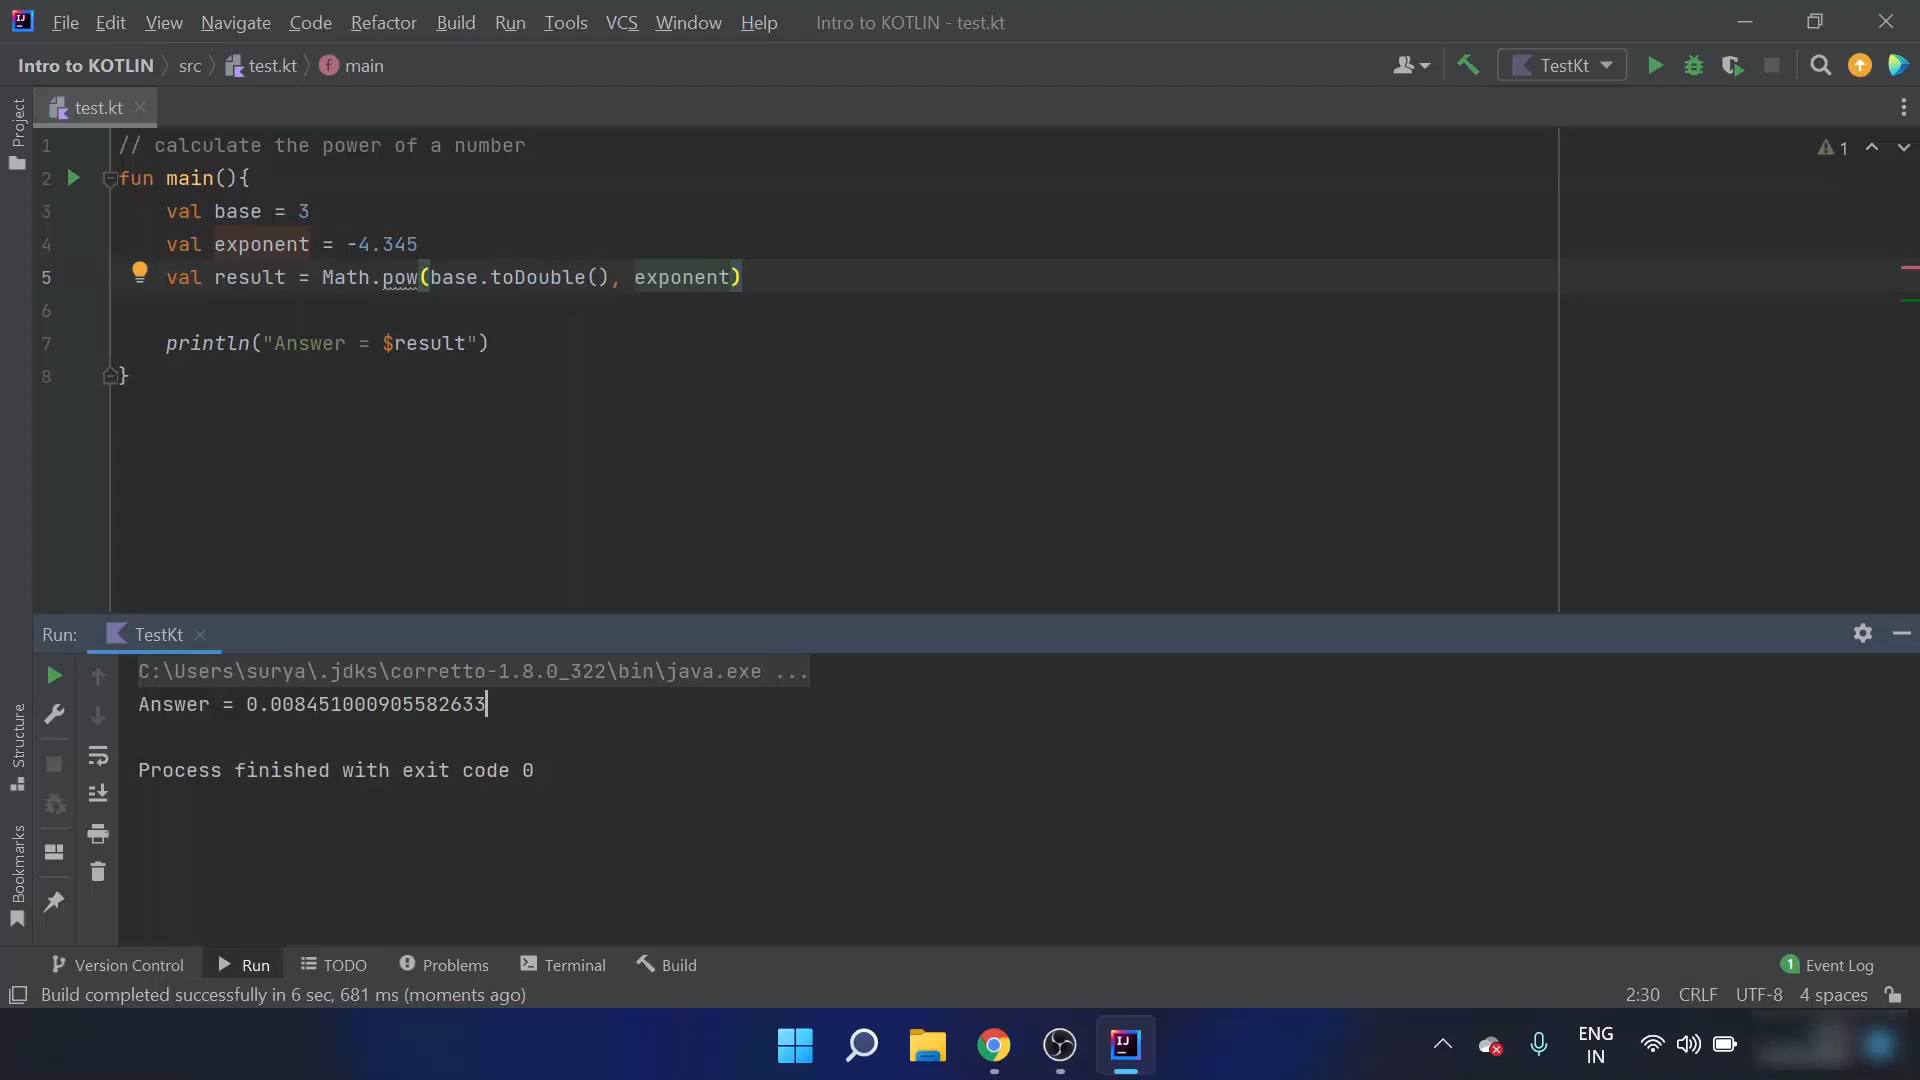 File Edit View Navigate Code Refactor Build Run Tools VCS Window Help Intro to KOTLIN - test.kt
Intro to KOTLIN src test.kt main TestKt
test.kt
Project
1 // calculate the power of a number
2 fun main(){
3 val base = 3
4 val exponent = -4.345
5 val result = Math.pow(base.toDouble(), exponent)
6
7 println("Answer = $result")
8 }
1
Run: TestKt
C:\Users\surya\.jdks\corretto-1.8.0_322\bin\java.exe ...
Answer = 0.008451000905582633
Process finished with exit code 0
Structure
Bookmarks
Version Control Run TODO Problems Terminal Build 1 Event Log
Build completed successfully in 6 sec, 681 ms (moments ago) 2:30 CRLF UTF-8 4 spaces
ENG
IN